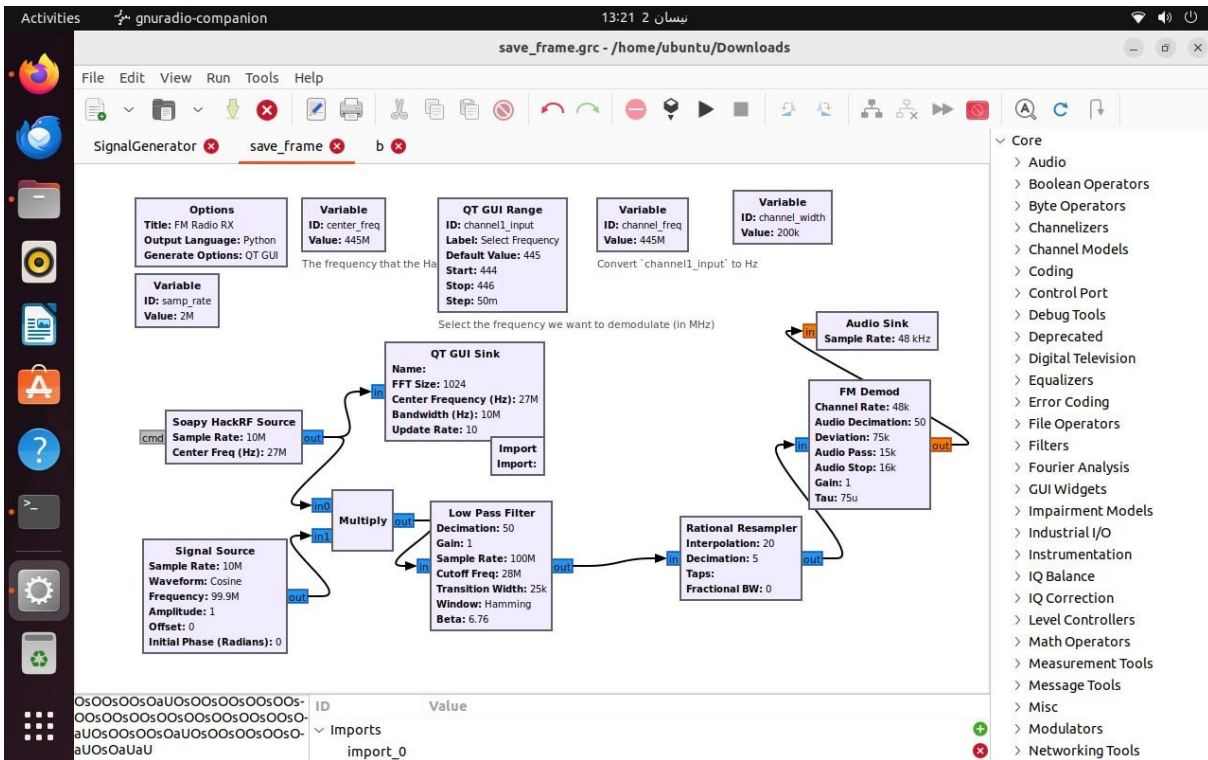 Activities
gnuradio-companion
13:21 2 نيسان
save_frame.grc - /home/ubuntu/Downloads
File Edit View Run Tools Help
SignalGenerator
save_frame
b
Options
Title: FM Radio RX
Output Language: Python
Generate Options: QT GUI
Variable
ID: center_freq
Value: 445M
The frequency that the Ha
QT GUI Range
ID: channel1_input
Label: Select Frequency
Default Value: 445
Start: 444
Stop: 446
Step: 50m
Select the frequency we want to demodulate (in MHz)
Variable
ID: channel_freq
Value: 445M
Convert `channel1_input` to Hz
Variable
ID: channel_width
Value: 200k
Variable
ID: samp_rate
Value: 2M
QT GUI Sink
Name:
FFT Size: 1024
Center Frequency (Hz): 27M
Bandwidth (Hz): 10M
Update Rate: 10
in
Import
Import:
Audio Sink
Sample Rate: 48 kHz
in
FM Demod
Channel Rate: 48k
Audio Decimation: 50
Deviation: 75k
Audio Pass: 15k
Audio Stop: 16k
Gain: 1
Tau: 75u
in
out
Soapy HackRF Source
Sample Rate: 10M
Center Freq (Hz): 27M
cmd
out
Multiply
in0
in1
out
Low Pass Filter
Decimation: 50
Gain: 1
Sample Rate: 100M
Cutoff Freq: 28M
Transition Width: 25k
Window: Hamming
Beta: 6.76
in
out
Rational Resampler
Interpolation: 20
Decimation: 5
Taps:
Fractional BW: 0
in
out
Signal Source
Sample Rate: 10M
Waveform: Cosine
Frequency: 99.9M
Amplitude: 1
Offset: 0
Initial Phase (Radians): 0
out
OsOOsOOsOaUOsOOsOOsOOsOOs-
OOsOOsOOsOOsOOsOOsOOsOOsO-
aUOsOOsOOsOaUOsOOsOOsOOsO-
aUOsOaUaU
ID Value
Imports
import_0
Core
Audio
Boolean Operators
Byte Operators
Channelizers
Channel Models
Coding
Control Port
Debug Tools
Deprecated
Digital Television
Equalizers
Error Coding
File Operators
Filters
Fourier Analysis
GUI Widgets
Impairment Models
Industrial I/O
Instrumentation
IQ Balance
IQ Correction
Level Controllers
Math Operators
Measurement Tools
Message Tools
Misc
Modulators
Networking Tools